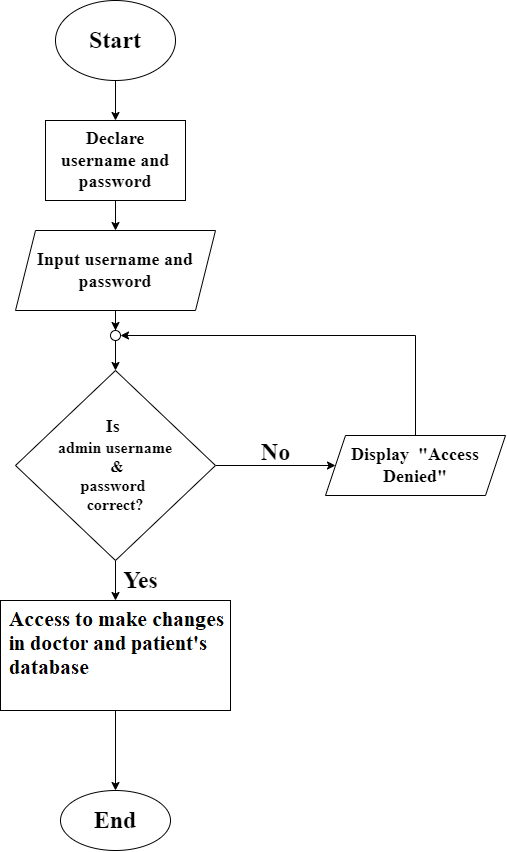 Start
Declare
username and
password
Input username and
password
Is
admin username
&
password
correct?
No
Display "Access
Denied"
Yes
Access to make changes
in doctor and patient's
database
End